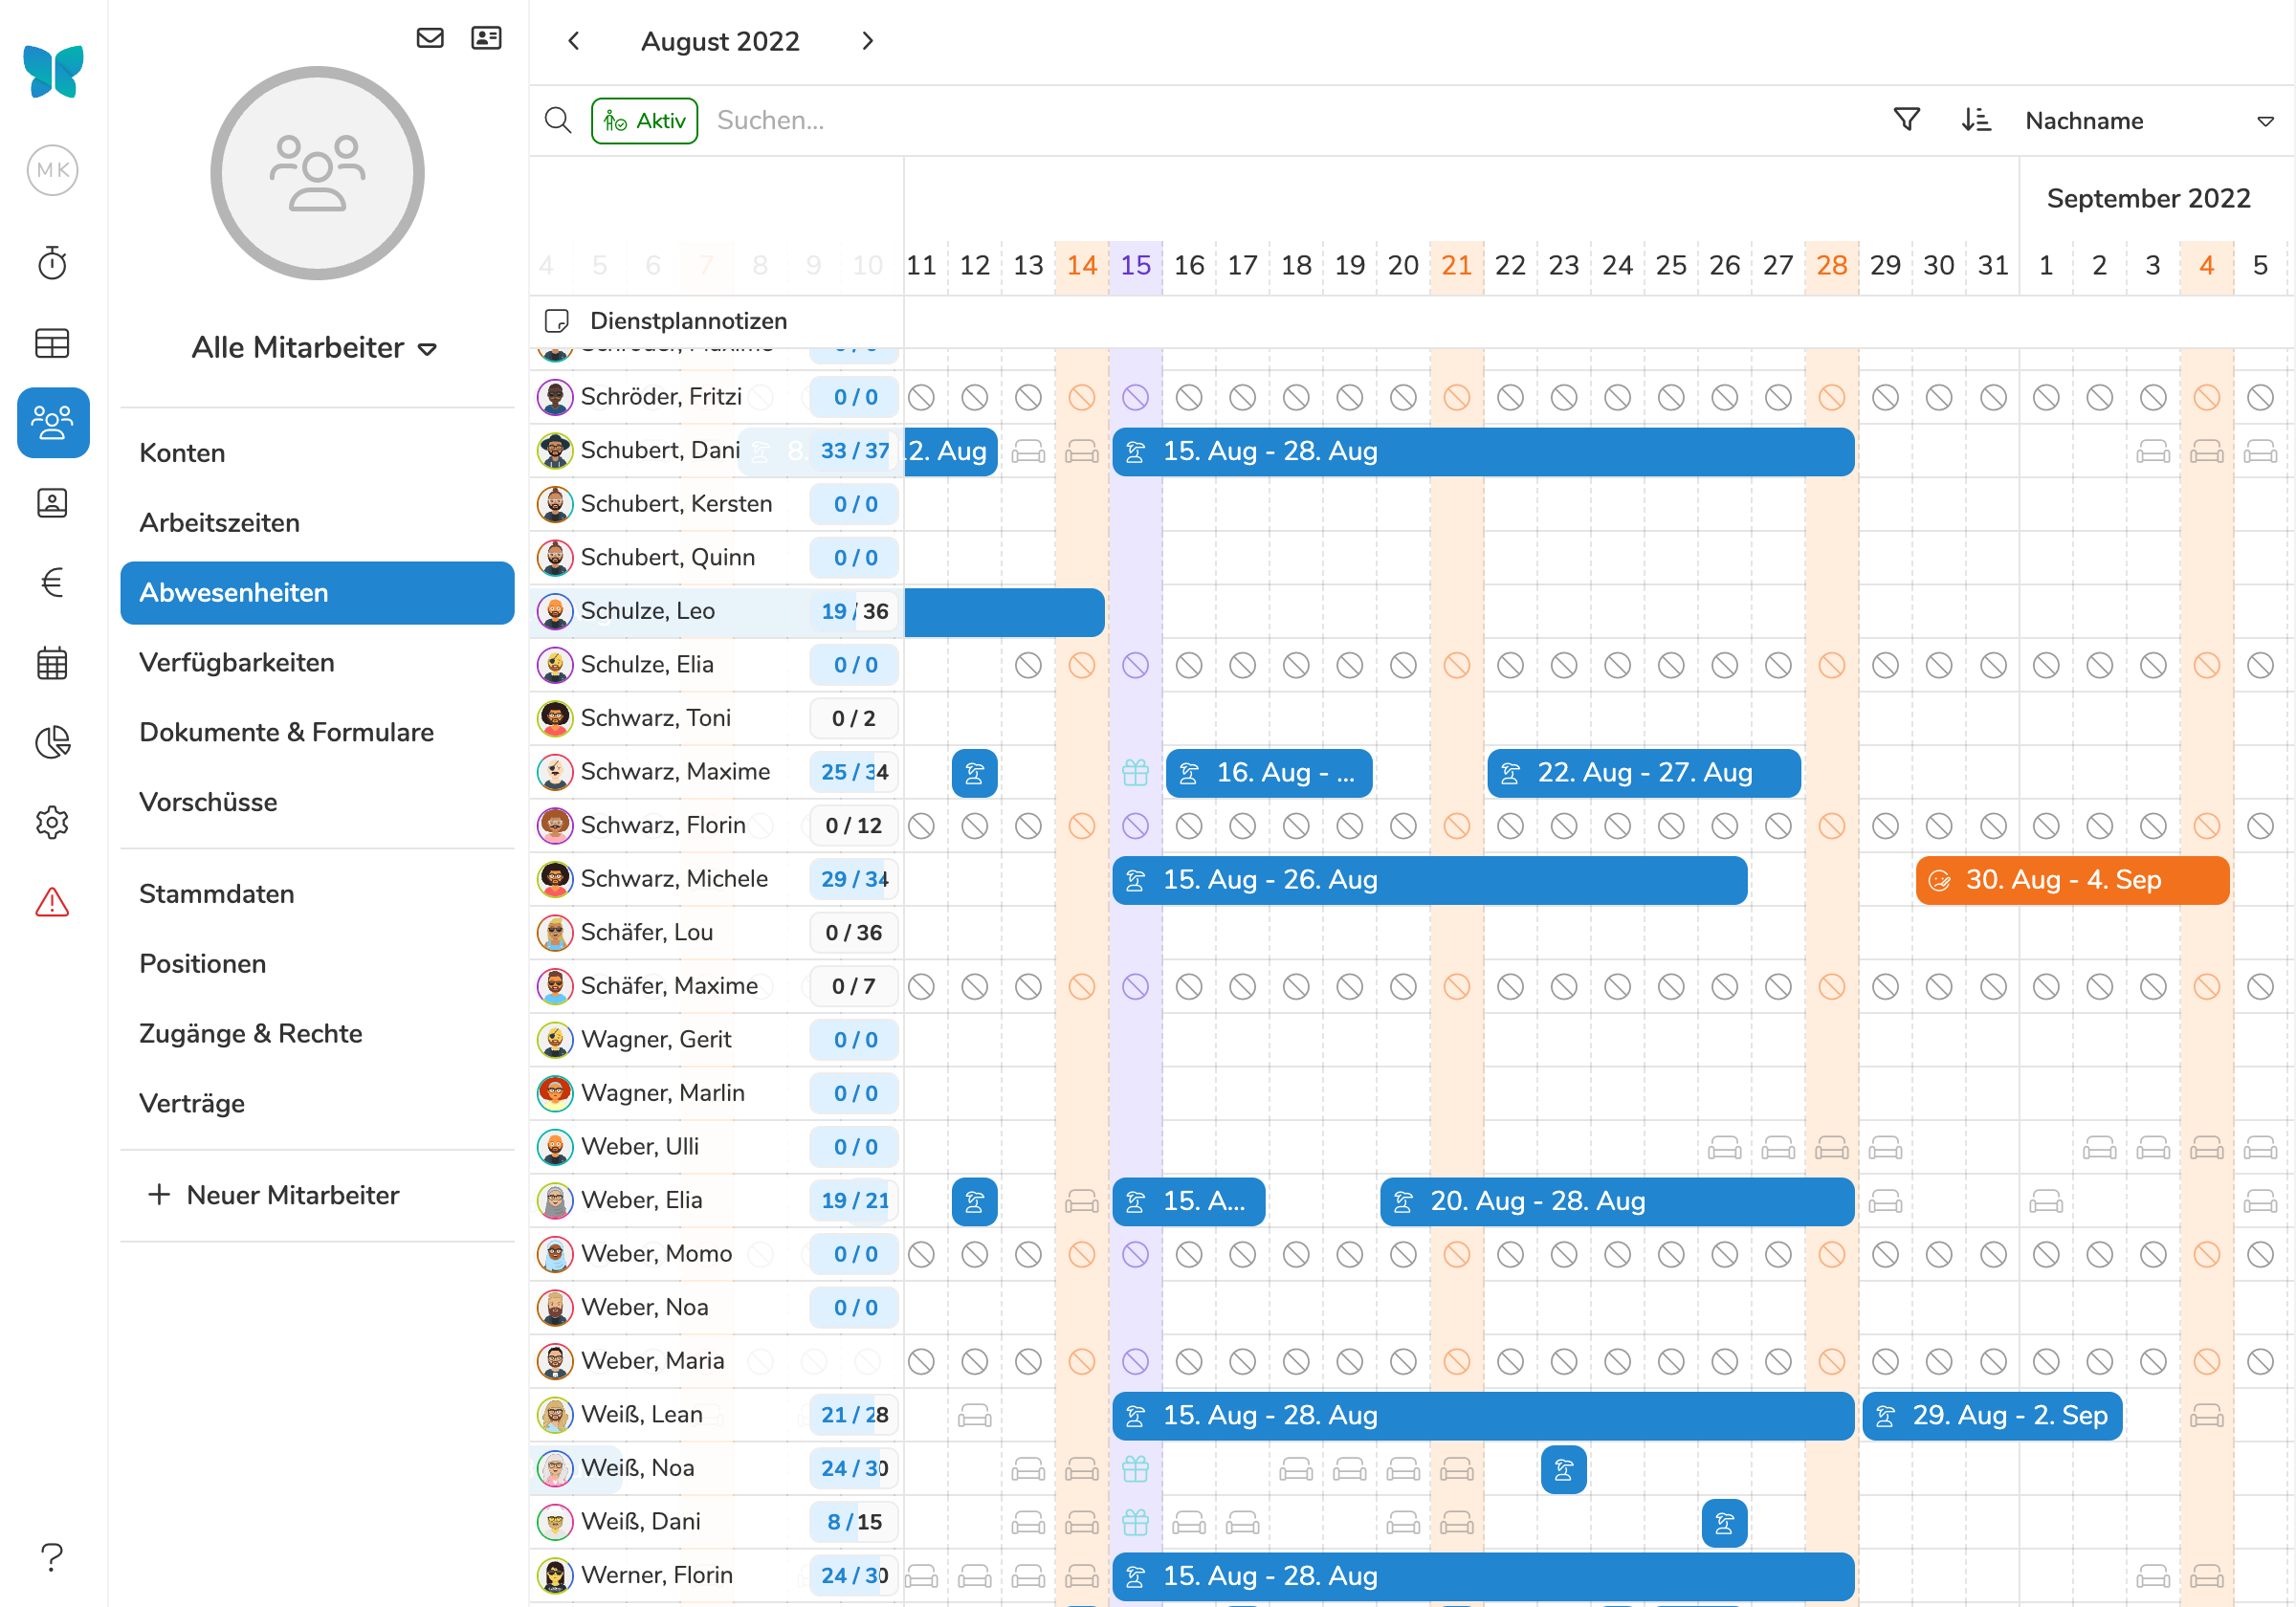 August 2022
MK
Aktiv
Suchen...
Nachname
September 2022
4 5 6 7 8 9 10 11 12 13 14 15 16 17 18 19 20 21 22 23 24 25 26 27 28 29 30 31 1 2 3 4 5
Dienstplannotizen
Alle Mitarbeiter
Konten
Arbeitszeiten
Abwesenheiten
Verfügbarkeiten
Dokumente & Formulare
Vorschüsse
Stammdaten
Positionen
Zugänge & Rechte
Verträge
+ Neuer Mitarbeiter
?
Schröder, Fritzi 0 / 0
Schubert, Dani 33 / 37 8. 12. Aug 15. Aug - 28. Aug
Schubert, Kersten 0 / 0
Schubert, Quinn 0 / 0
Schulze, Leo 19 / 36
Schulze, Elia 0 / 0
Schwarz, Toni 0 / 2
Schwarz, Maxime 25 / 34 16. Aug - ... 22. Aug - 27. Aug
Schwarz, Florin 0 / 12
Schwarz, Michele 29 / 34 15. Aug - 26. Aug 30. Aug - 4. Sep
Schäfer, Lou 0 / 36
Schäfer, Maxime 0 / 7
Wagner, Gerit 0 / 0
Wagner, Marlin 0 / 0
Weber, Ulli 0 / 0
Weber, Elia 19 / 21 15. A... 20. Aug - 28. Aug
Weber, Momo 0 / 0
Weber, Noa 0 / 0
Weber, Maria
Weiß, Lean 21 / 28 15. Aug - 28. Aug 29. Aug - 2. Sep
Weiß, Noa 24 / 30
Weiß, Dani 8 / 15
Werner, Florin 24 / 30 15. Aug - 28. Aug